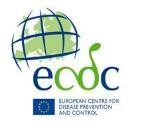 ecdc
EUROPEAN CENTRE FOR
DISEASE PREVENTION
AND CONTROL